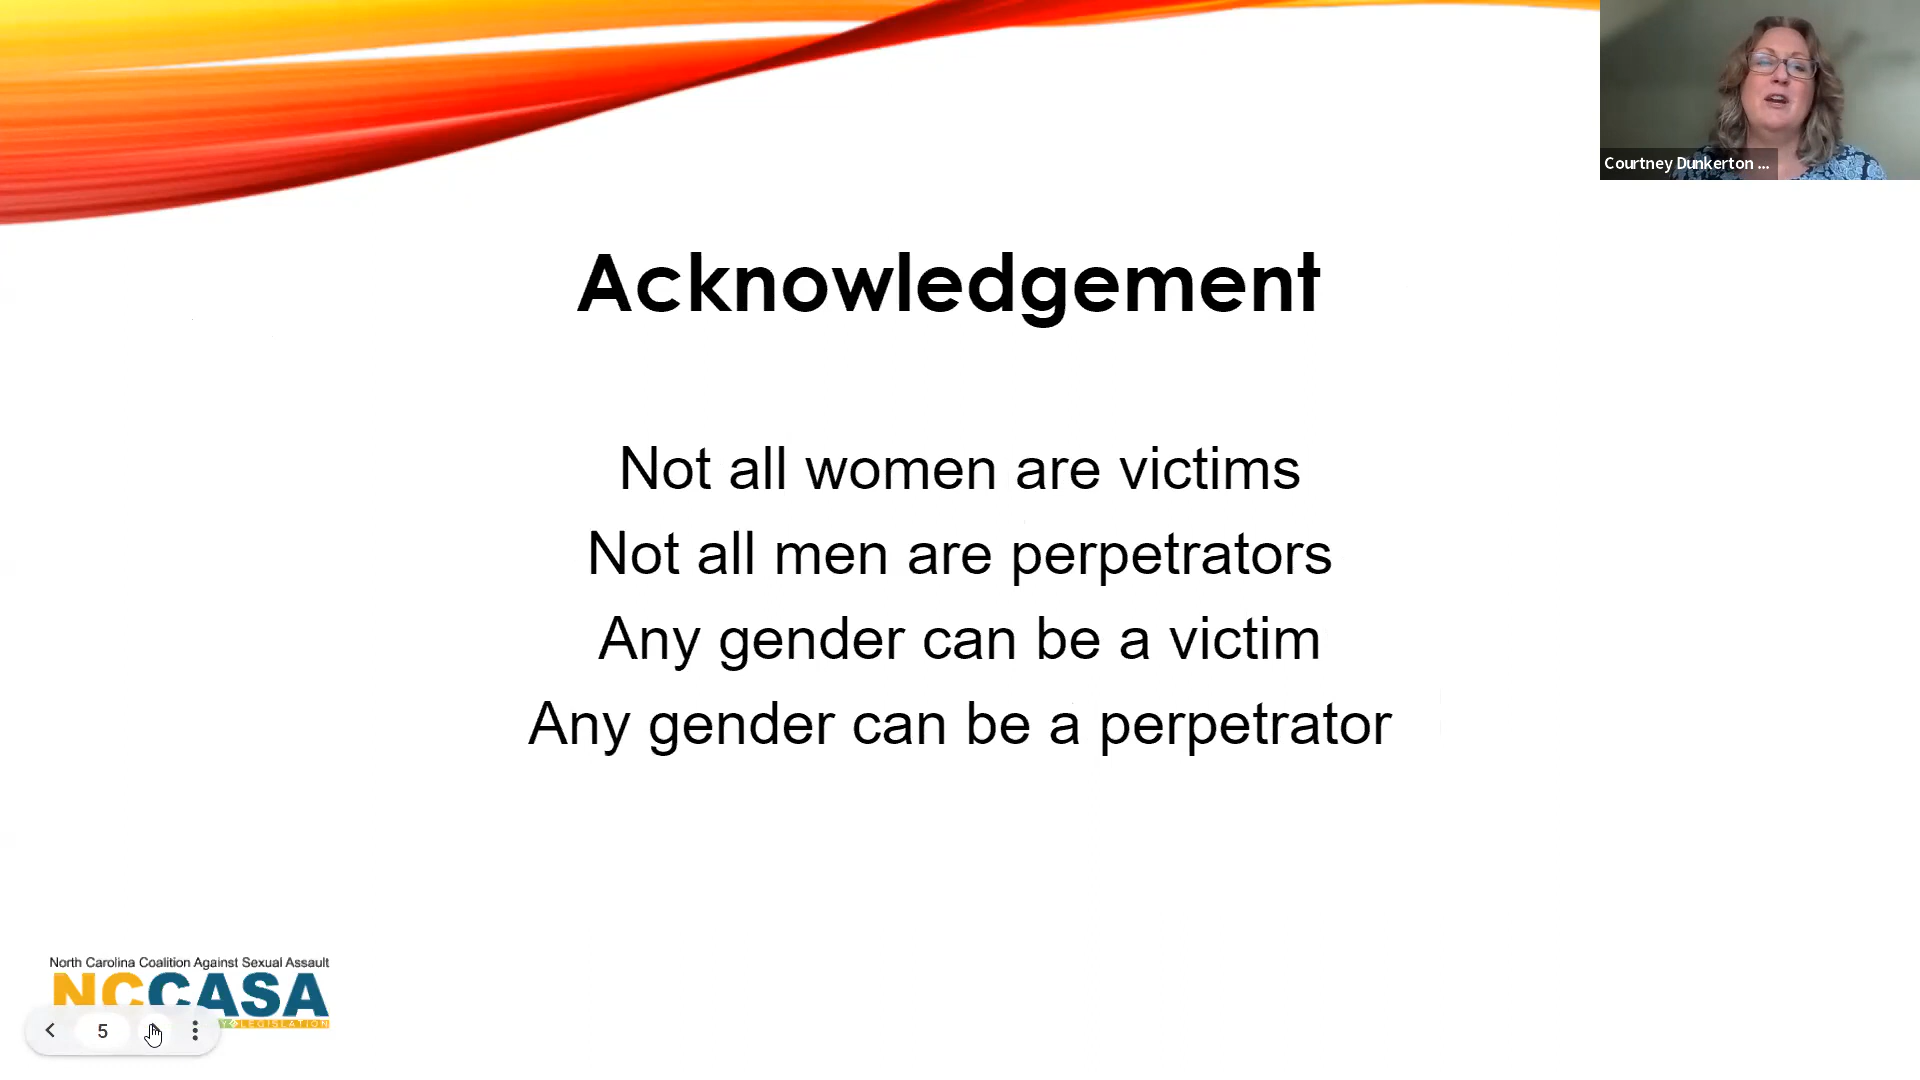 Courtney Dunkerton ...
Acknowledgement
Not all women are victims
Not all men are perpetrators
Any gender can be a victim
Any gender can be a perpetrator
North Carolina Coalition Against Sexual Assault
NCCASA
LEGISLATION
5